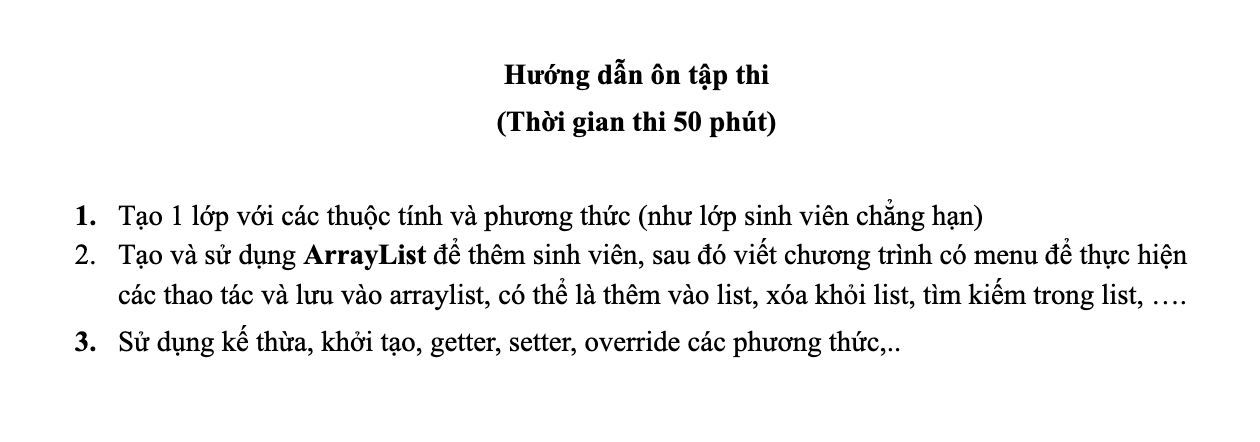 Hướng dẫn ôn tập thi
(Thời gian thi 50 phút)
1. Tạo 1 lớp với các thuộc tính và phương thức (như lớp sinh viên chẳng hạn)
2. Tạo và sử dụng ArrayList để thêm sinh viên, sau đó viết chương trình có menu để thực hiện
các thao tác và lưu vào arraylist, có thể là thêm vào list, xóa khỏi list, tìm kiếm trong list, ….
3. Sử dụng kế thừa, khởi tạo, getter, setter, override các phương thức,..